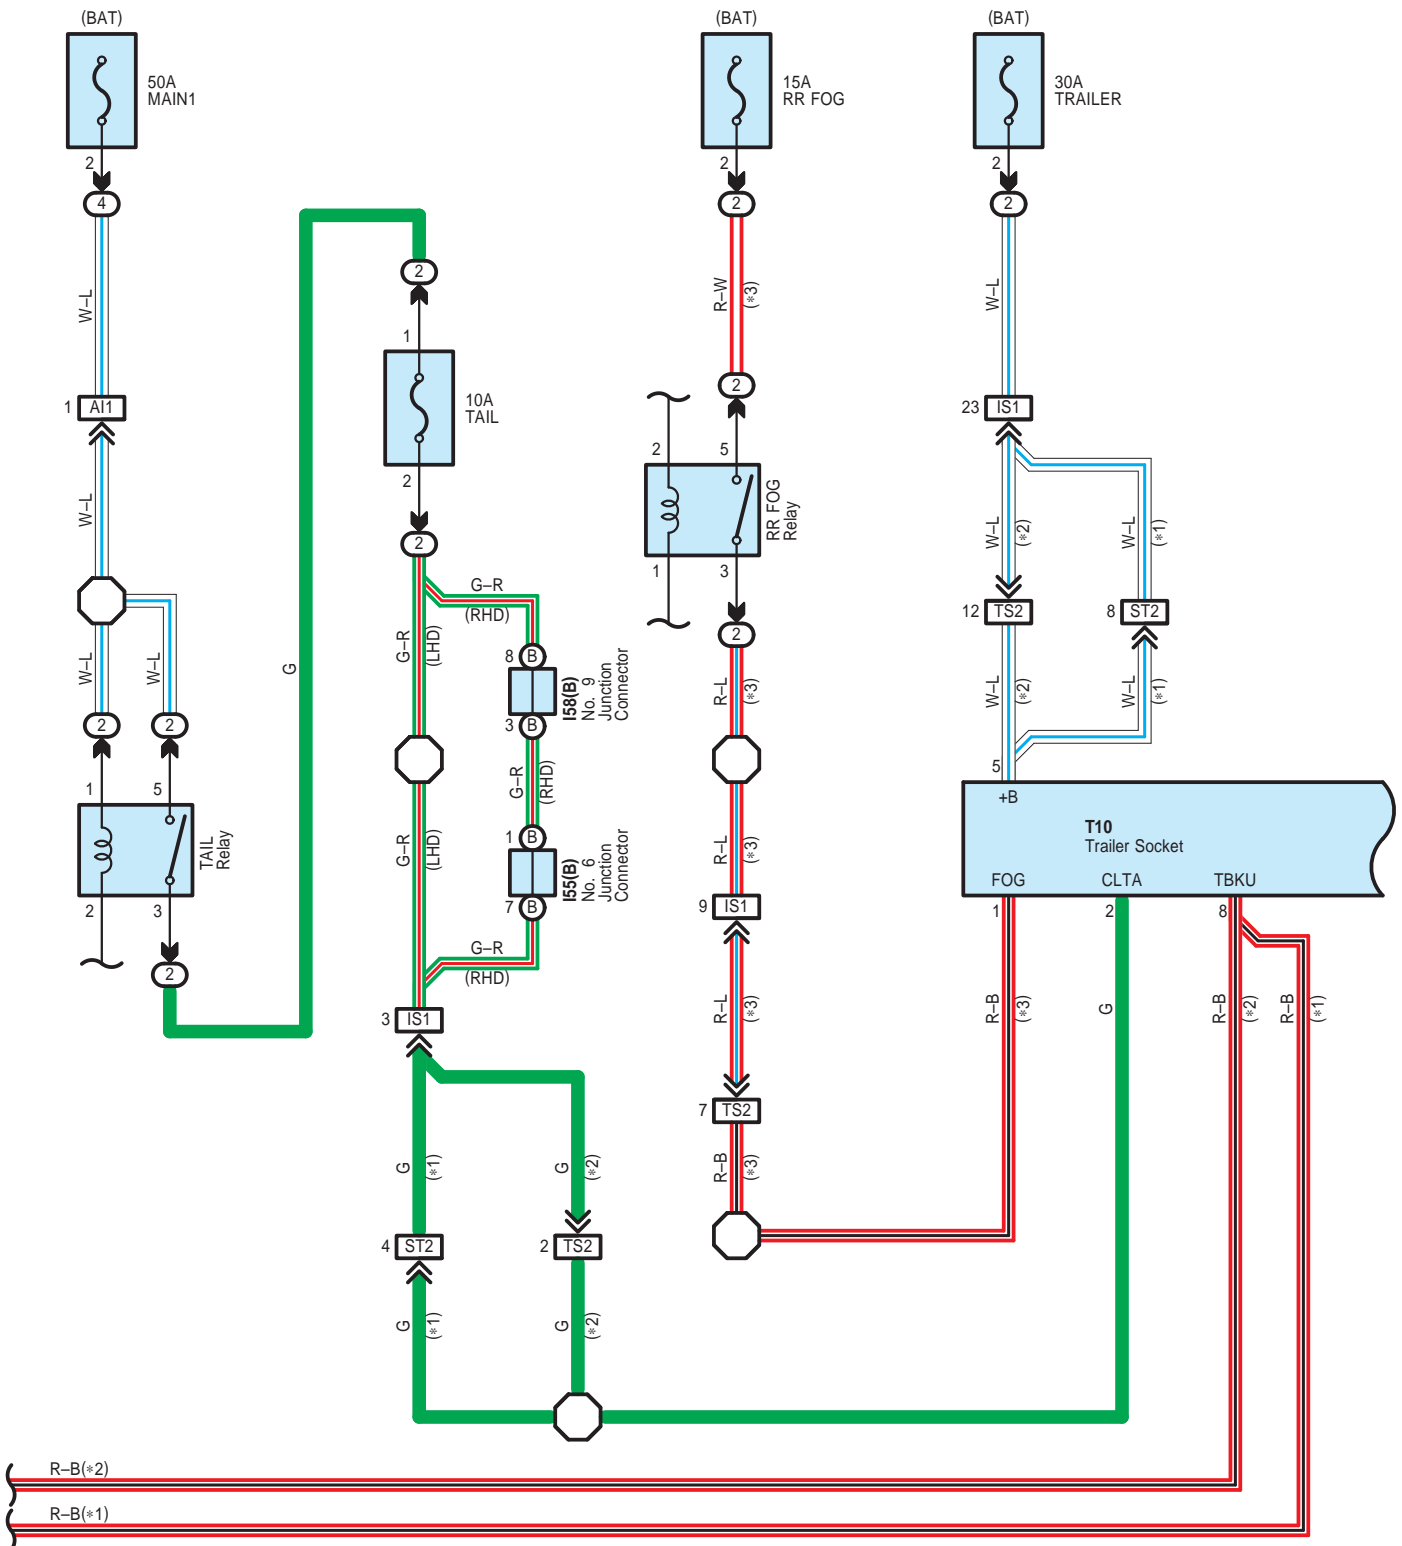 (BAT)
(BAT)
(BAT)
50A
MAIN1
15A
RR FOG
30A
TRAILER
2
2
2
4
2
2
2
W–L
R–W
(∗3)
W–L
1
2
1 AI1
10A
TAIL
23 IS1
2
5
W–L
2
RR FOG
Relay
W–L
(∗2)
W–L
(∗1)
2
1
3
G–R
(RHD)
12 TS2
8 ST2
2
W–L
W–L
G
G–R
(LHD)
8 B
I58(B)
No. 9
Junction
Connector
R–L
(∗3)
W–L
(∗2)
W–L
(∗1)
2
2
3 B
G–R
(RHD)
5
1
5
+B
TAIL
Relay
G–R
(LHD)
1 B
I55(B)
No. 6
Junction
Connector
R–L
(∗3)
T10
Trailer Socket
FOG
CLTA
TBKU
2
3
7 B
9 IS1
1
2
8
G–R
(RHD)
2
R–L
(∗3)
R–B
(∗3)
G
R–B
(∗2)
R–B
(∗1)
3 IS1
7 TS2
G
(∗1)
G
(∗2)
R–B
(∗3)
4 ST2
2 TS2
G
(∗1)
G
(∗2)
R–B(∗2)
R–B(∗1)